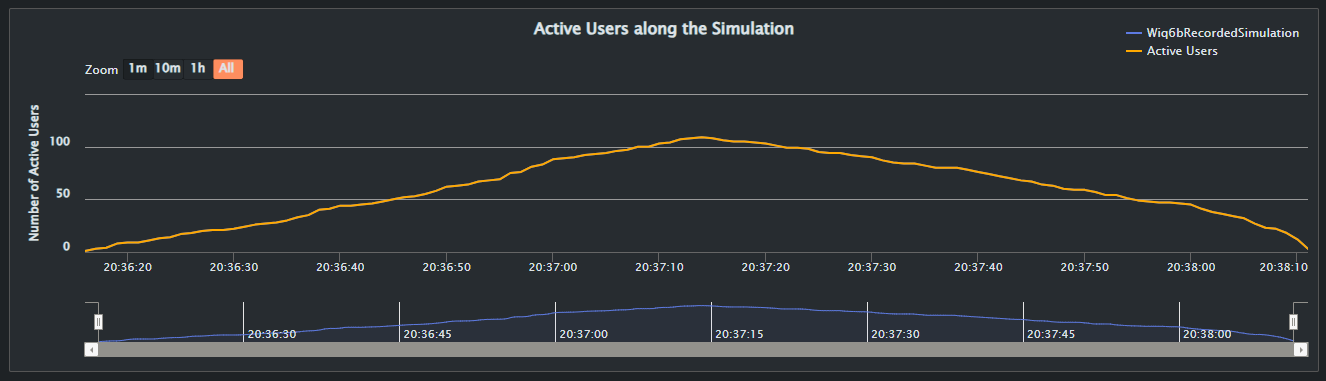 Active Users along the Simulation
Wiq6bRecordedSimulation
Active Users
Zoom 1m 10m 1h All
Number of Active Users
100
50
0
20:36:20 20:36:30 20:36:40 20:36:50 20:37:00 20:37:10 20:37:20 20:37:30 20:37:40 20:37:50 20:38:00 20:38:10
20:36:30 20:36:45 20:37:00 20:37:15 20:37:30 20:37:45 20:38:00